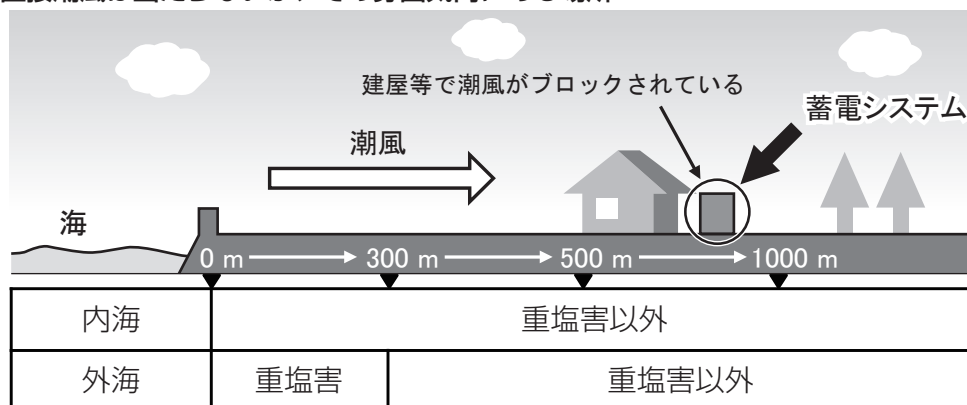 建屋等で潮風がブロックされている
蓄電システム
潮風
海
0 m 300 m 500 m 1000 m
内海 重塩害以外
外海 重塩害 重塩害以外